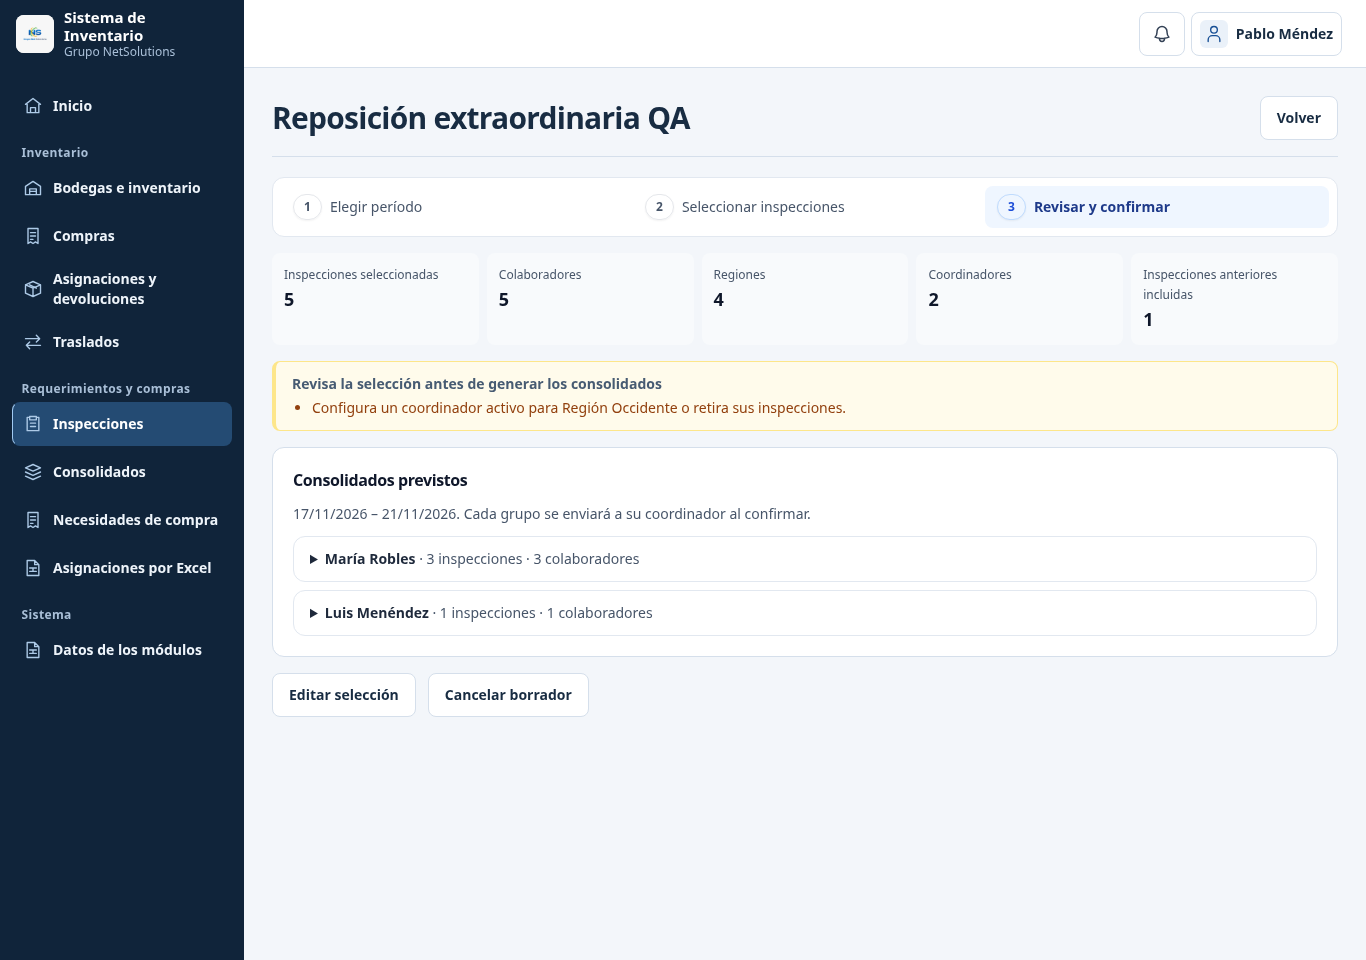 Sistema de
Inventario
Grupo NetSolutions
Pablo Méndez
Inicio
Inventario
Bodegas e inventario
Compras
Asignaciones y
devoluciones
Traslados
Requerimientos y compras
Inspecciones
Consolidados
Necesidades de compra
Asignaciones por Excel
Sistema
Datos de los módulos
Reposición extraordinaria QA
Volver
1 Elegir período
2 Seleccionar inspecciones
3 Revisar y confirmar
Inspecciones seleccionadas
5
Colaboradores
5
Regiones
4
Coordinadores
2
Inspecciones anteriores
incluidas
1
Revisa la selección antes de generar los consolidados
• Configura un coordinador activo para Región Occidente o retira sus inspecciones.
Consolidados previstos
17/11/2026 – 21/11/2026. Cada grupo se enviará a su coordinador al confirmar.
María Robles · 3 inspecciones · 3 colaboradores
Luis Menéndez · 1 inspecciones · 1 colaboradores
Editar selección
Cancelar borrador